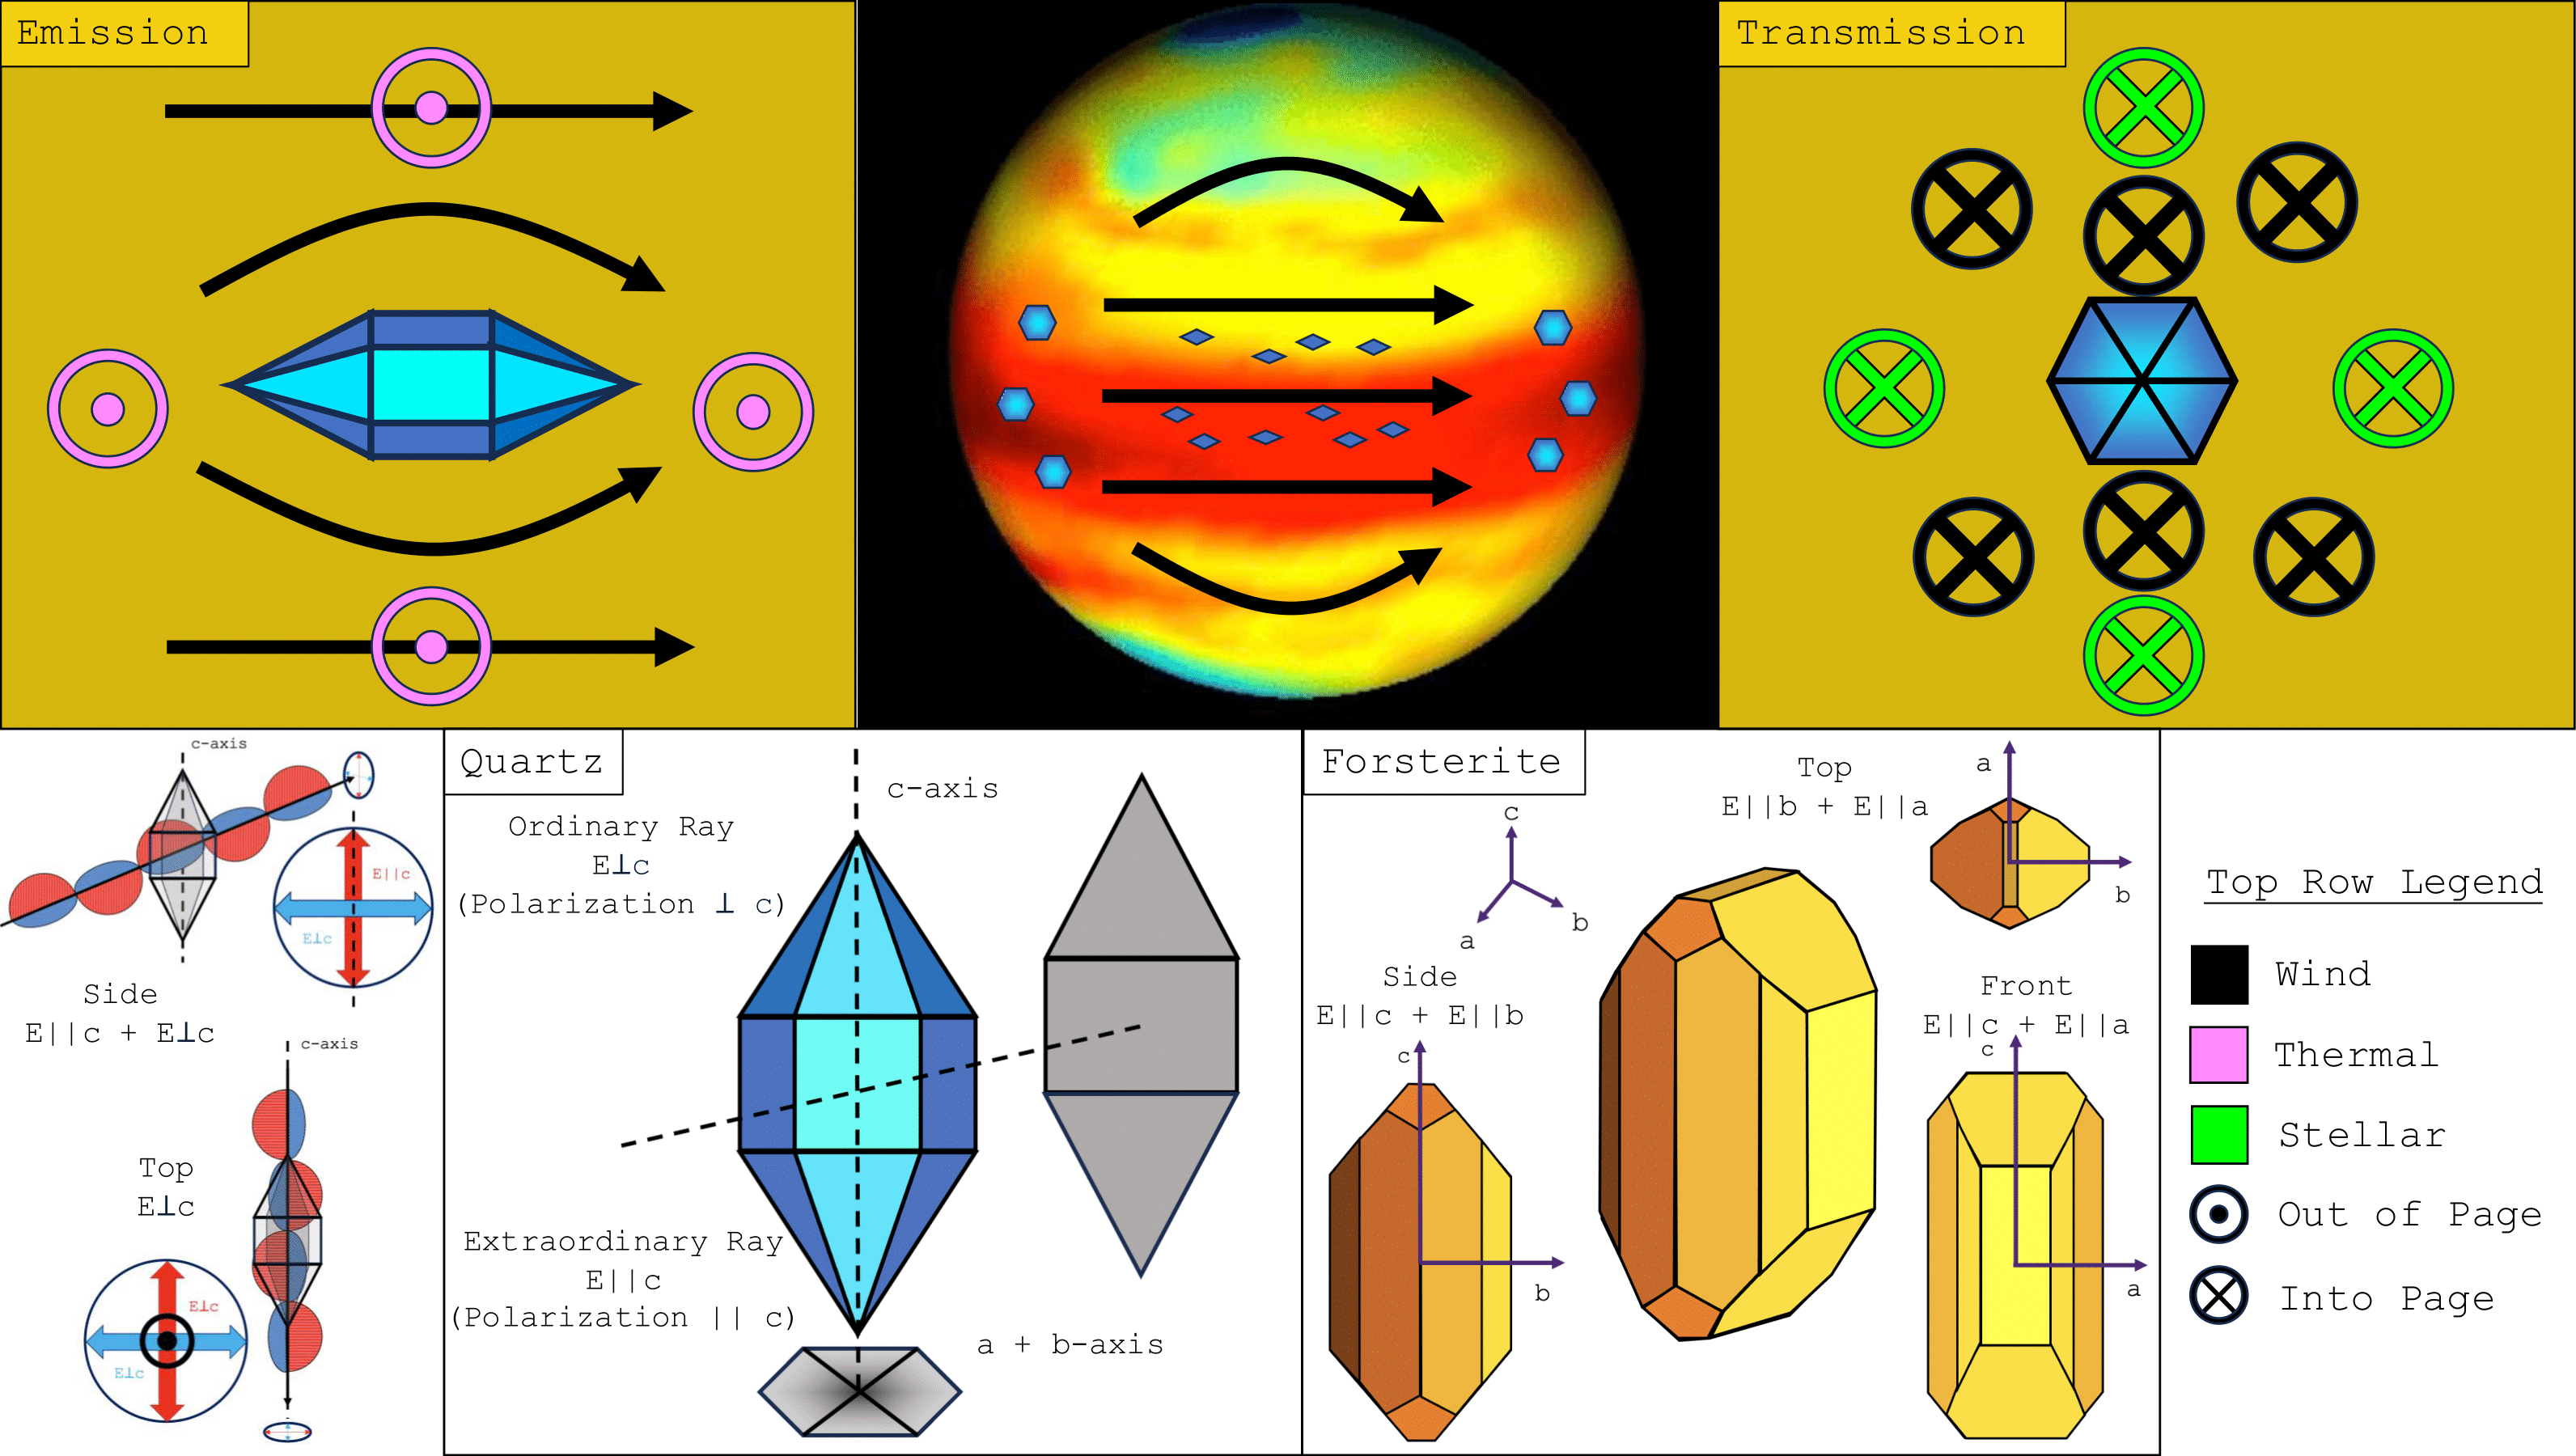 Emission
Transmission
c-axis
E||c
E⊥c
Side
E||c + E⊥c
c-axis
Top
E⊥c
E⊥c
E⊥c
Quartz
c-axis
Ordinary Ray
E⊥c
(Polarization ⊥ c)
Extraordinary Ray
E||c
(Polarization || c)
a + b-axis
Forsterite
Top
E||b + E||a
a
b
c
a
b
Side
E||c + E||b
c
b
Front
E||c + E||a
c
a
Top Row Legend
Wind
Thermal
Stellar
Out of Page
Into Page